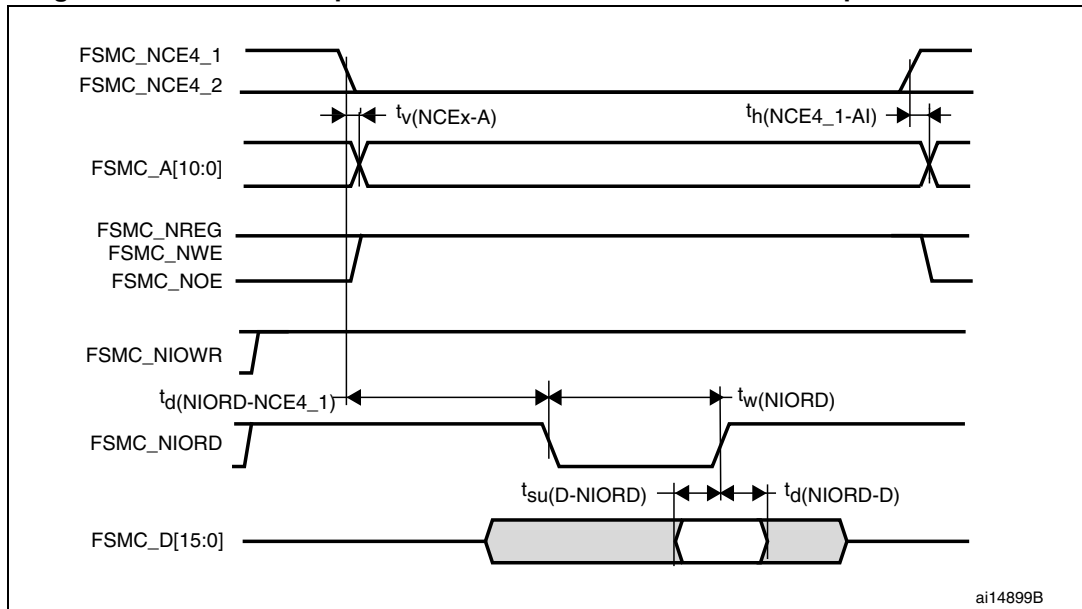 FSMC_NCE4_1
FSMC_NCE4_2
tv(NCEx-A)
th(NCE4_1-AI)
FSMC_A[10:0]
FSMC_NREG
FSMC_NWE
FSMC_NOE
FSMC_NIOWR
td(NIORD-NCE4_1)
tw(NIORD)
FSMC_NIORD
tsu(D-NIORD)
td(NIORD-D)
FSMC_D[15:0]
ai14899B